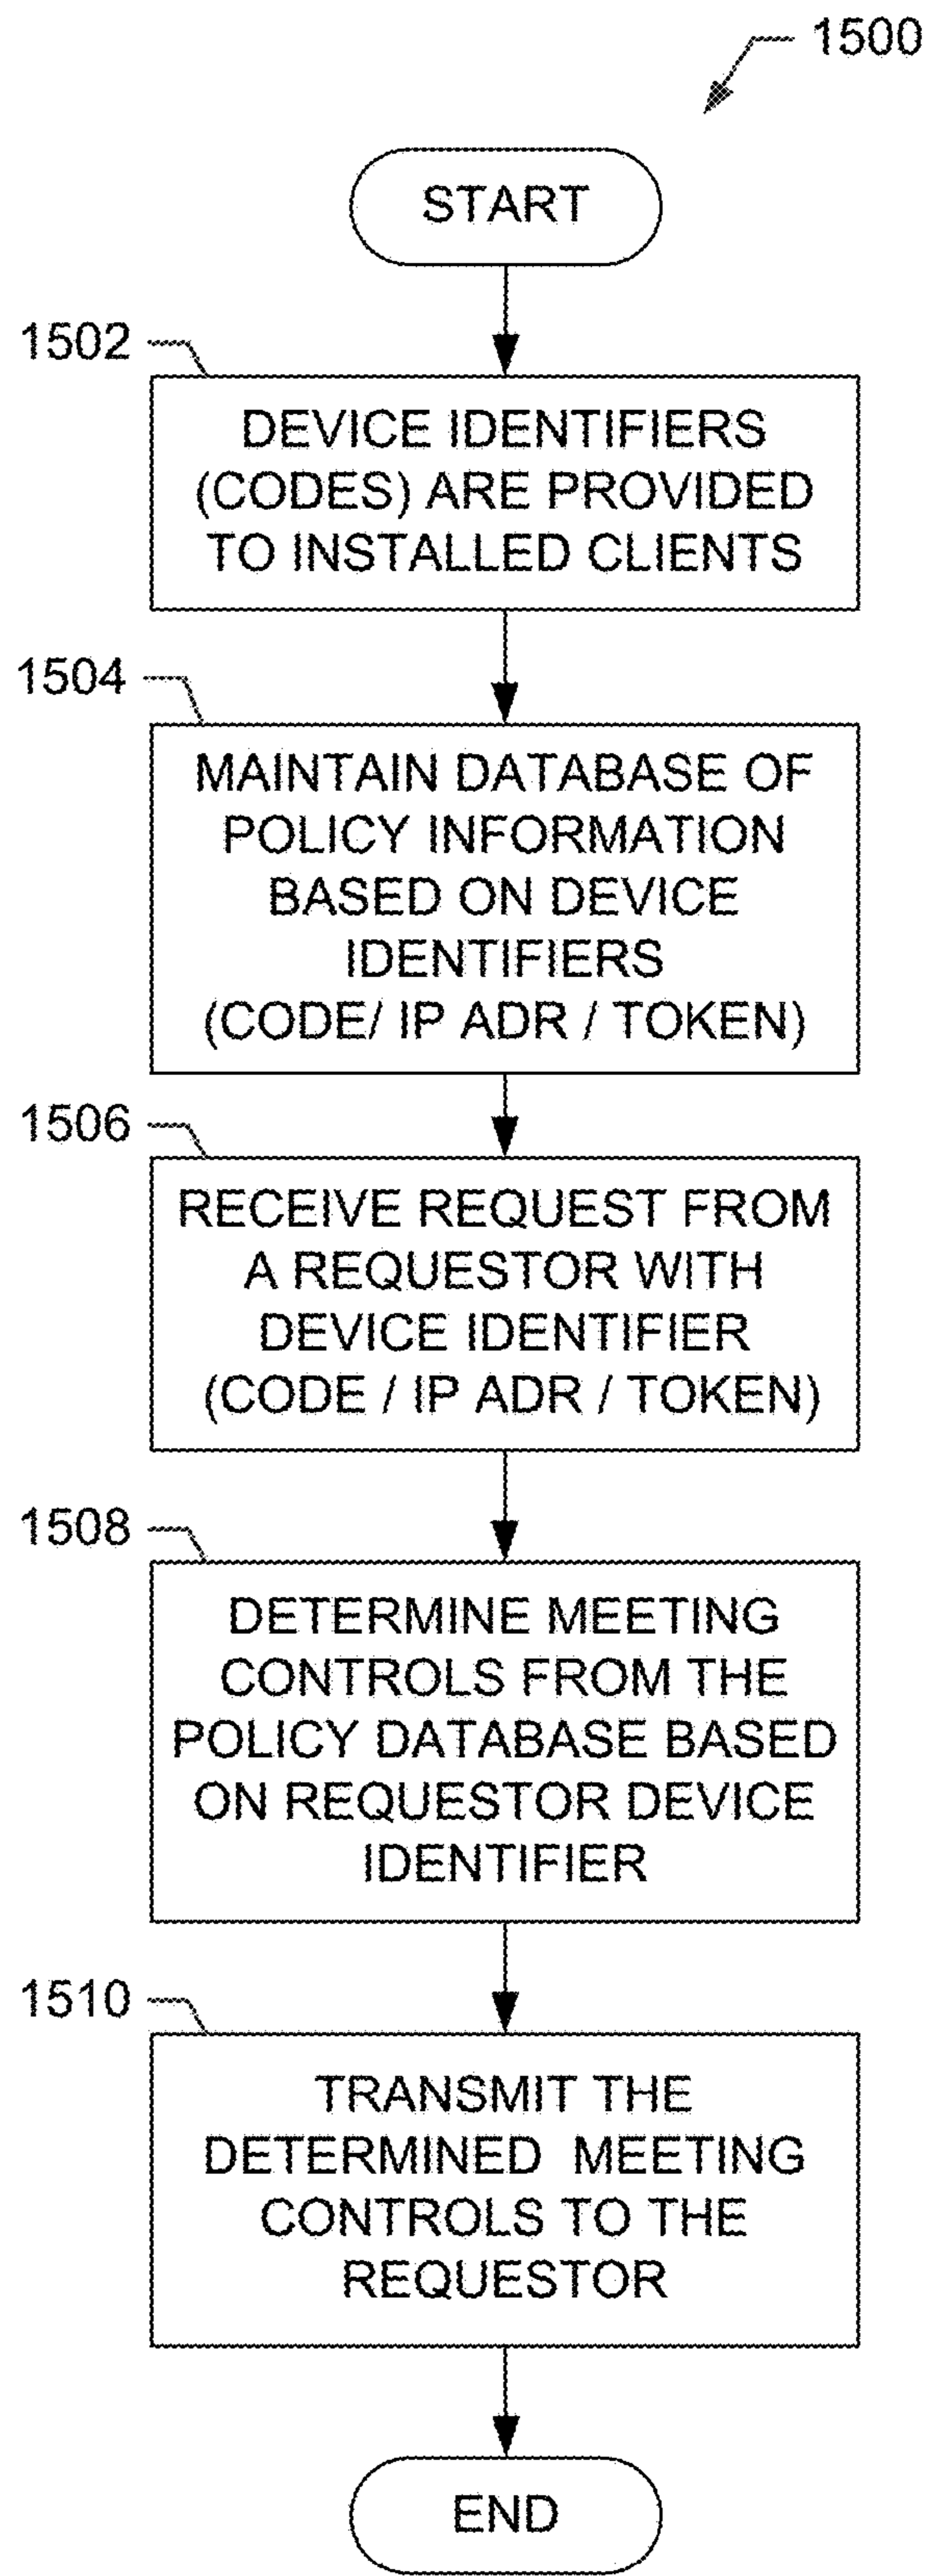 1500
START
1502
DEVICE IDENTIFIERS
(CODES) ARE PROVIDED
TO INSTALLED CLIENTS
1504
MAINTAIN DATABASE OF
POLICY INFORMATION
BASED ON DEVICE
IDENTIFIERS
(CODE/ IP ADR / TOKEN)
1506
RECEIVE REQUEST FROM
A REQUESTOR WITH
DEVICE IDENTIFIER
(CODE / IP ADR / TOKEN)
1508
DETERMINE MEETING
CONTROLS FROM THE
POLICY DATABASE BASED
ON REQUESTOR DEVICE
IDENTIFIER
1510
TRANSMIT THE
DETERMINED MEETING
CONTROLS TO THE
REQUESTOR
END